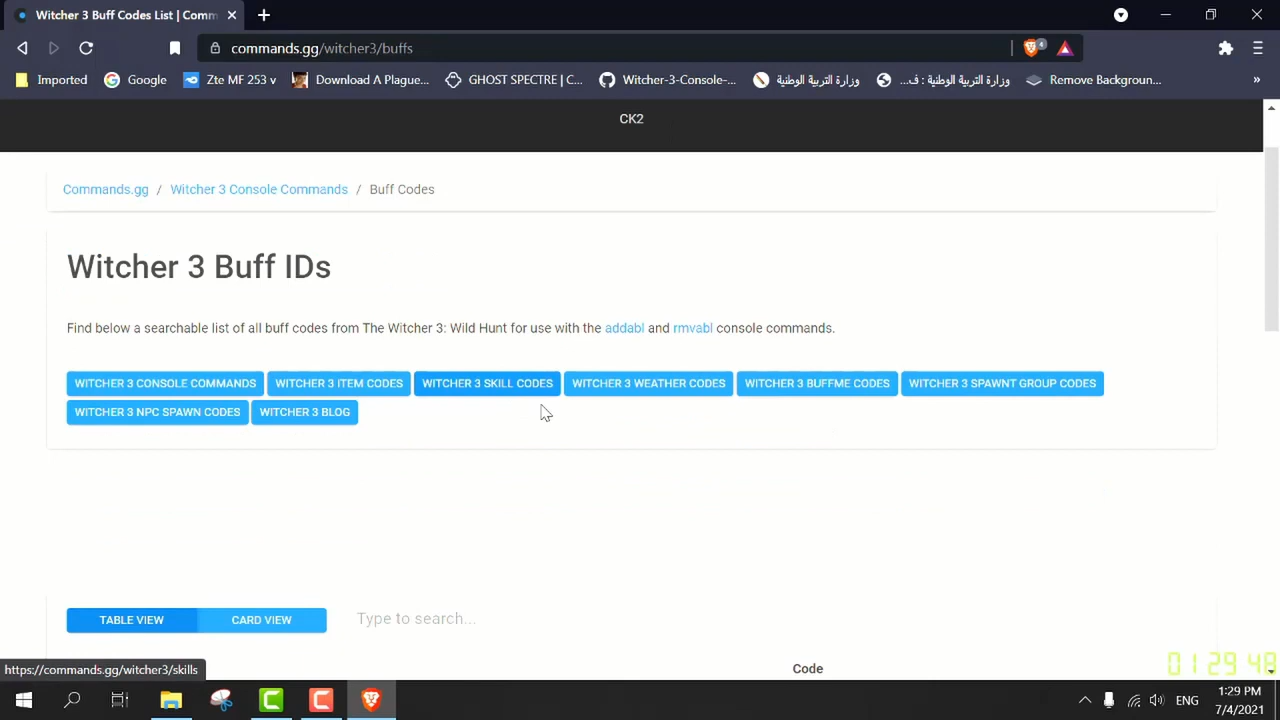 Witcher 3 Buff Codes List | Comm
commands.gg/witcher3/buffs
4
Imported
Google
Zte MF 253 v
Download A Plague...
GHOST SPECTRE | C...
Witcher-3-Console-...
وزارة التربية الوطنية
وزارة التربية الوطنية : ف...
Remove Backgroun...
»
CK2
Commands.gg / Witcher 3 Console Commands / Buff Codes
Witcher 3 Buff IDs
Find below a searchable list of all buff codes from The Witcher 3: Wild Hunt for use with the addabl and rmvabl console commands.
WITCHER 3 CONSOLE COMMANDS WITCHER 3 ITEM CODES WITCHER 3 SKILL CODES WITCHER 3 WEATHER CODES WITCHER 3 BUFFME CODES WITCHER 3 SPAWNT GROUP CODES
WITCHER 3 NPC SPAWN CODES WITCHER 3 BLOG
TABLE VIEW CARD VIEW Type to search...
https://commands.gg/witcher3/skills
Code
01 29 48
ENG
1:29 PM
7/4/2021